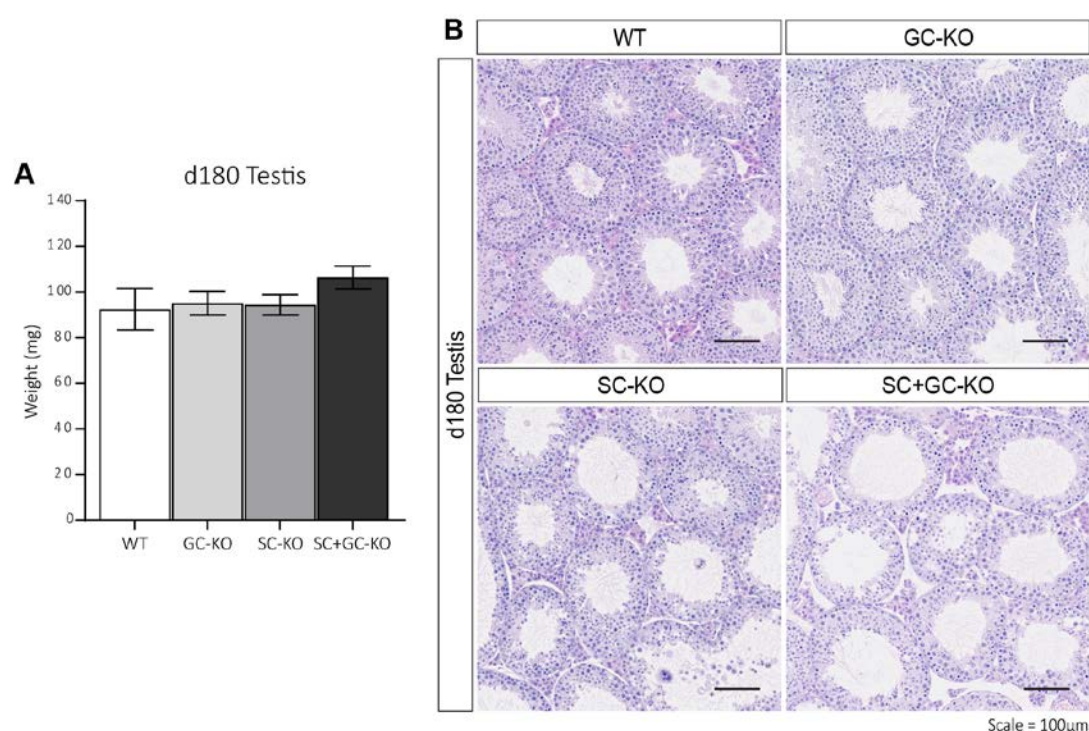 A
d180 Testis
Weight (mg)
140
120
100
80
60
40
20
0
WT
GC-KO
SC-KO
SC+GC-KO
B
WT
GC-KO
d180 Testis
SC-KO
SC+GC-KO
Scale = 100μm